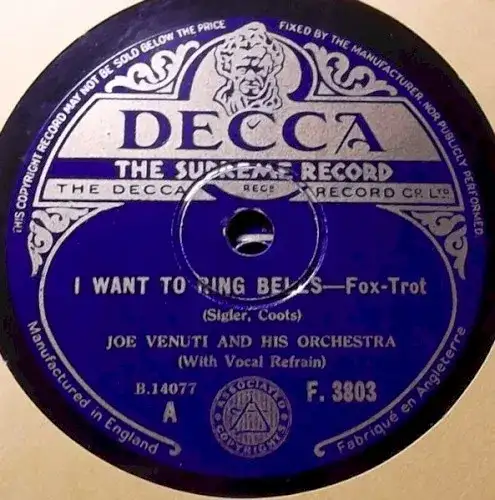 THIS COPYRIGHT RECORD MAY NOT BE SOLD BELOW THE PRICE FIXED BY THE MANUFACTURER, NOR PUBLICLY PERFORMED
DECCA
THE SUPREME RECORD
THE DECCA REGD RECORD CO. LTD
I WANT TO RING BELLS—Fox-Trot
(Sigler, Coots)
JOE VENUTI AND HIS ORCHESTRA
(With Vocal Refrain)
B.14077
A
F. 3803
ASSOCIATED COPYRIGHTS
Manufactured in England
Fabriqué en Angleterre